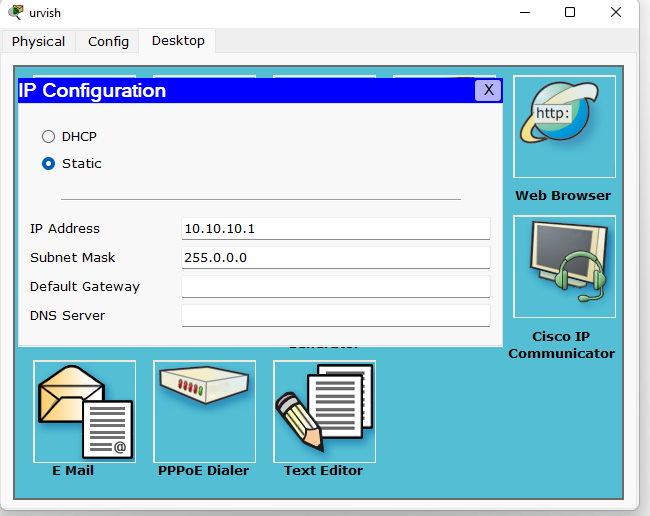 urvish
Physical Config Desktop
IP Configuration X
http:
DHCP
Static
Web Browser
IP Address 10.10.10.1
Subnet Mask 255.0.0.0
Default Gateway
DNS Server
Cisco IP
Communicator
@
E Mail PPPoE Dialer Text Editor